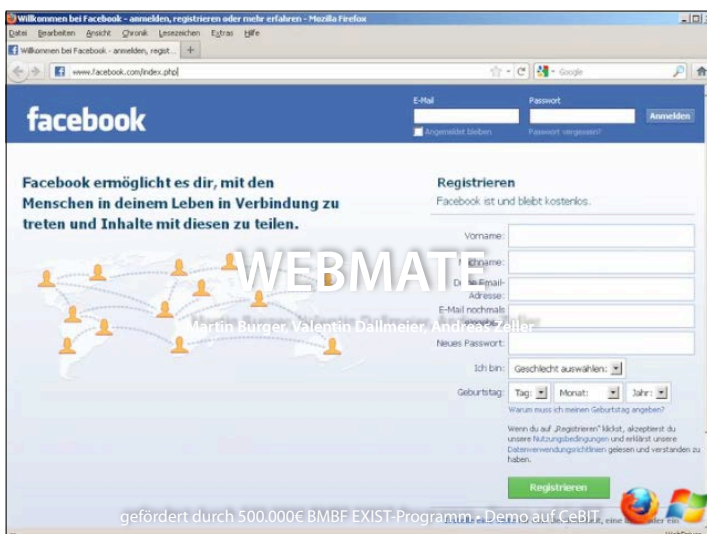 Willkommen bei Facebook - anmelden, registrieren oder mehr erfahren - Mozilla Firefox
Datei Bearbeiten Ansicht Chronik Lesezeichen Extras Hilfe
Willkommen bei Facebook - anmelden, regist...
www.facebook.com/index.php
Google
facebook
E-Mail
Passwort
Anmelden
Angemeldet bleiben
Passwort vergessen?
Facebook ermöglicht es dir, mit den
Menschen in deinem Leben in Verbindung zu
treten und Inhalte mit diesen zu teilen.
Registrieren
Facebook ist und bleibt kostenlos.
Vorname:
WEBMATE
Nachname:
Deine Email-
Adresse:
E-Mail nochmals
Martin Burger, Valentin Dallmeier, Andreas Zeller
Neues Passwort:
Ich bin: Geschlecht auswählen:
Geburtstag: Tag: Monat: Jahr:
Warum muss ich meinen Geburtstag angeben?
Wenn du auf „Registrieren“ klickst, akzeptierst du
unsere Nutzungsbedingungen und erklärst unsere
Datenverwendungsrichtlinien gelesen und verstanden zu
haben.
Registrieren
gefördert durch 500.000€ BMBF EXIST-Programm • Demo auf CeBIT